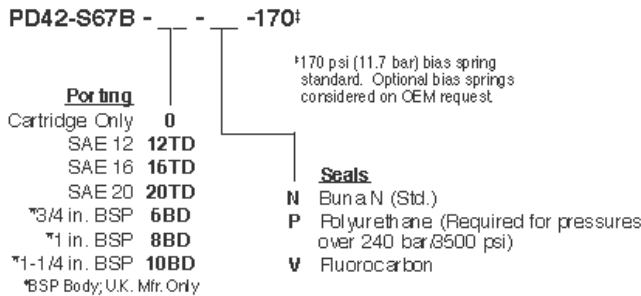 PD42-S67B - __ - __ -170‡
‡170 psi (11.7 bar) bias spring
standard. Optional bias springs
considered on OEM request.
Porting
Cartridge Only 0
SAE 12 12TD
SAE 16 16TD
SAE 20 20TD
*3/4 in. BSP 6BD
*1 in. BSP 8BD
*1-1/4 in. BSP 10BD
*BSP Body; U.K. Mfr. Only
Seals
N Buna N (Std.)
P Polyurethane (Required for pressures
over 240 bar/3500 psi)
V Fluorocarbon